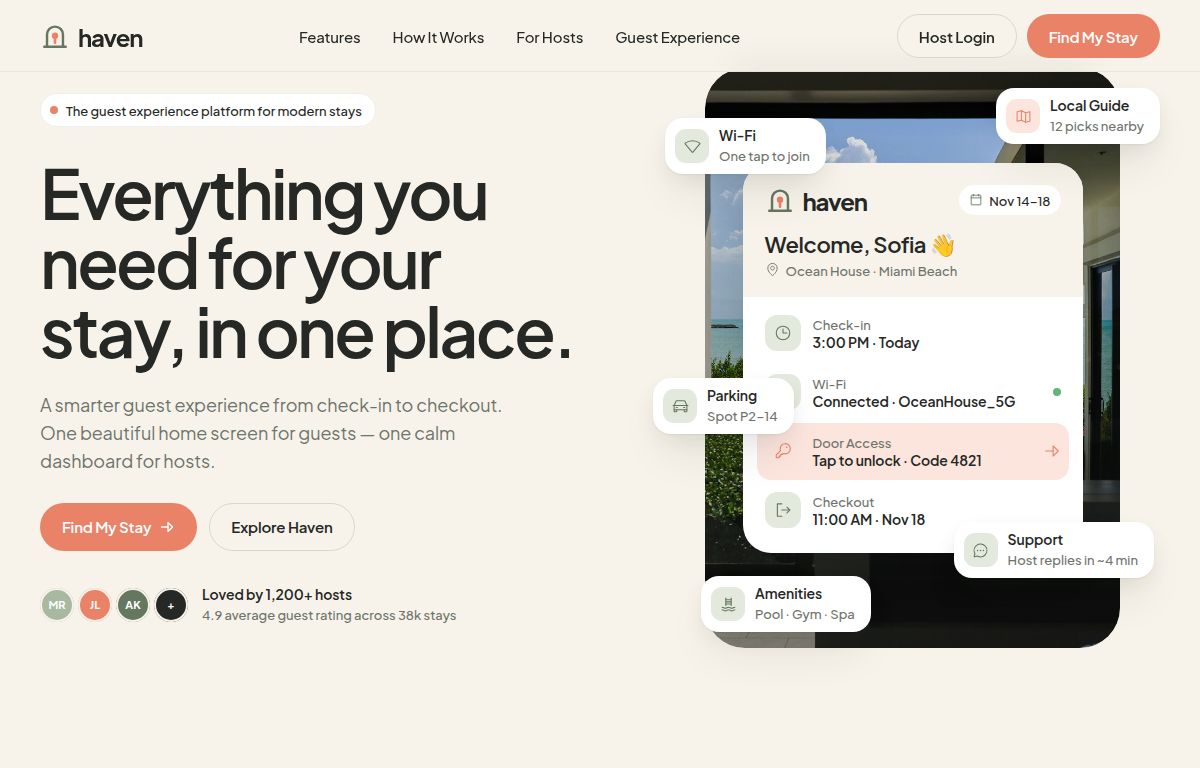 haven
Features
How It Works
For Hosts
Guest Experience
Host Login
Find My Stay
The guest experience platform for modern stays
Everything you
need for your
stay, in one place.
A smarter guest experience from check-in to checkout.
One beautiful home screen for guests — one calm
dashboard for hosts.
Find My Stay
Explore Haven
MR
JL
AK
+
Loved by 1,200+ hosts
4.9 average guest rating across 38k stays
Wi-Fi
One tap to join
Local Guide
12 picks nearby
haven
Nov 14–18
Welcome, Sofia 👋
Ocean House · Miami Beach
Check-in
3:00 PM · Today
Wi-Fi
Connected · OceanHouse_5G
Parking
Spot P2–14
Door Access
Tap to unlock · Code 4821
Checkout
11:00 AM · Nov 18
Support
Host replies in ~4 min
Amenities
Pool · Gym · Spa